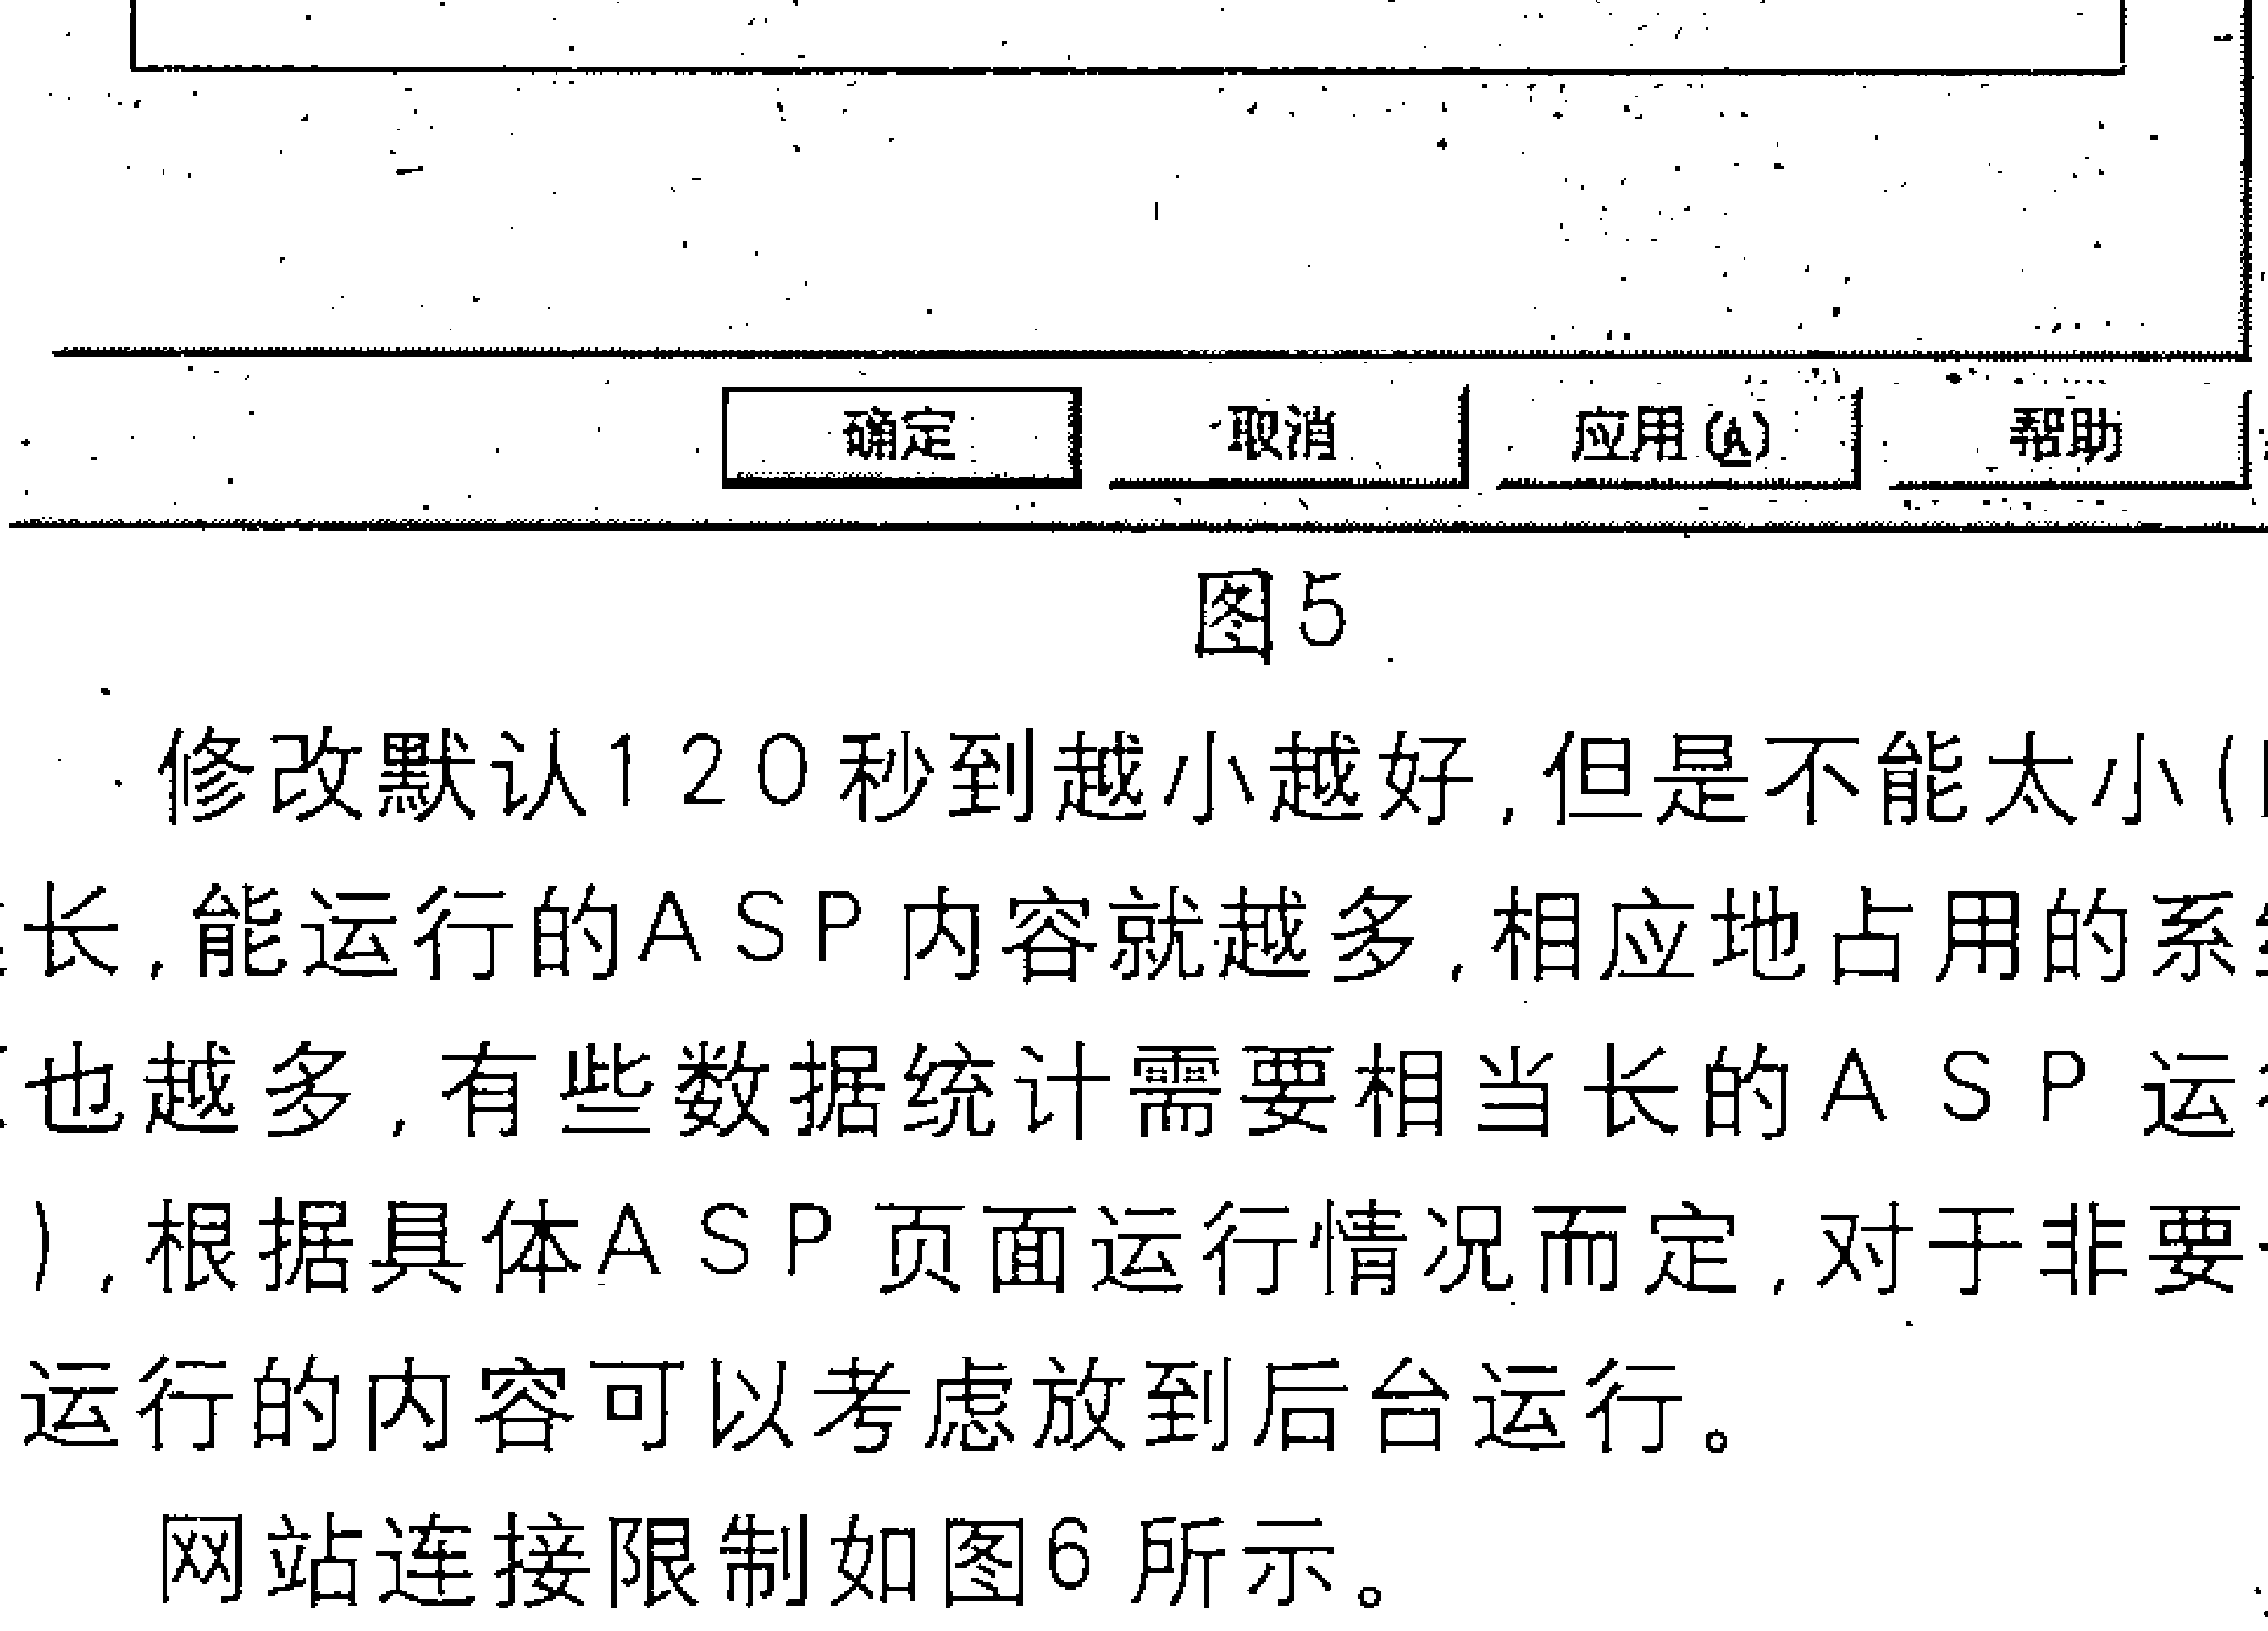 确定 取消 应用(A) 帮助
图5
修改默认120秒到越小越好,但是不能太小(
长,能运行的ASP内容就越多,相应地占用的系
也越多,有些数据统计需要相当长的ASP运
),根据具体ASP页面运行情况而定,对于非要
运行的内容可以考虑放到后台运行。
网站连接限制如图6所示。